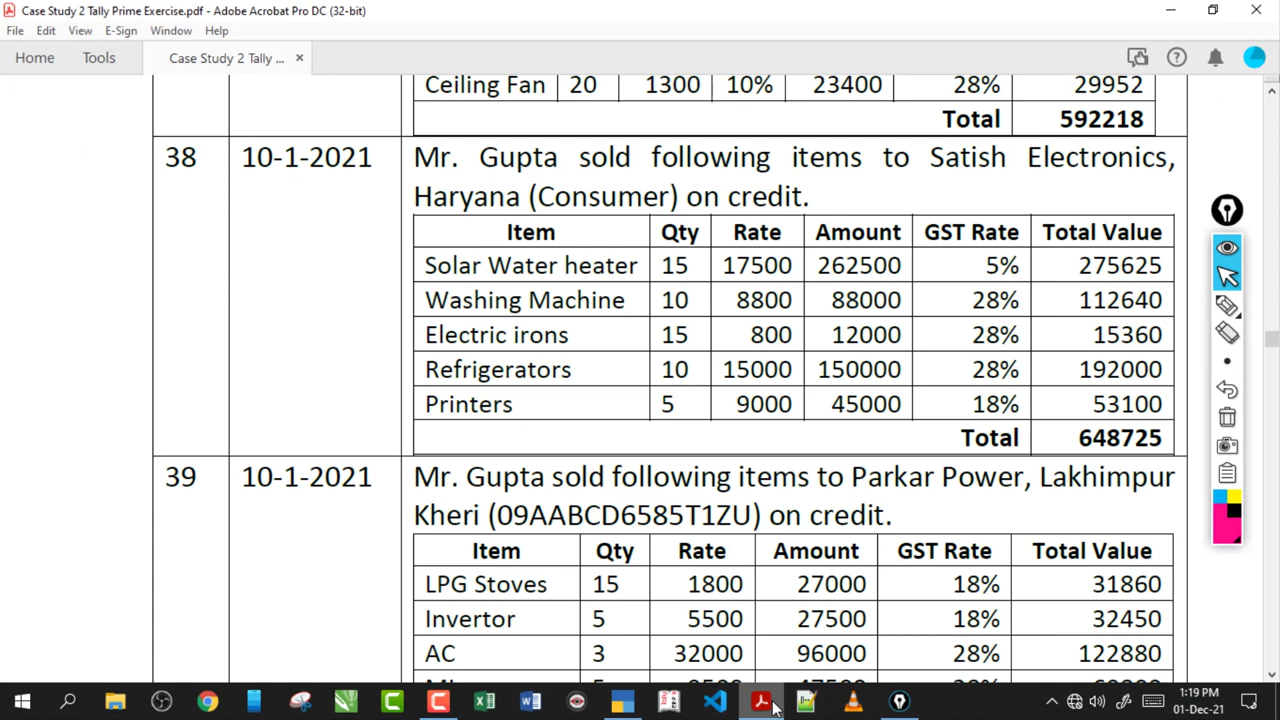 Case Study 2 Tally Prime Exercise.pdf - Adobe Acrobat Pro DC (32-bit)
File Edit View E-Sign Window Help
Home Tools Case Study 2 Tally ... ×
Ceiling Fan 20 1300 10% 23400 28% 29952
Total 592218
38 10-1-2021 Mr. Gupta sold following items to Satish Electronics,
Haryana (Consumer) on credit.
Item Qty Rate Amount GST Rate Total Value
Solar Water heater 15 17500 262500 5% 275625
Washing Machine 10 8800 88000 28% 112640
Electric irons 15 800 12000 28% 15360
Refrigerators 10 15000 150000 28% 192000
Printers 5 9000 45000 18% 53100
Total 648725
39 10-1-2021 Mr. Gupta sold following items to Parkar Power, Lakhimpur
Kheri (09AABCD6585T1ZU) on credit.
Item Qty Rate Amount GST Rate Total Value
LPG Stoves 15 1800 27000 18% 31860
Invertor 5 5500 27500 18% 32450
AC 3 32000 96000 28% 122880
1:19 PM
01-Dec-21